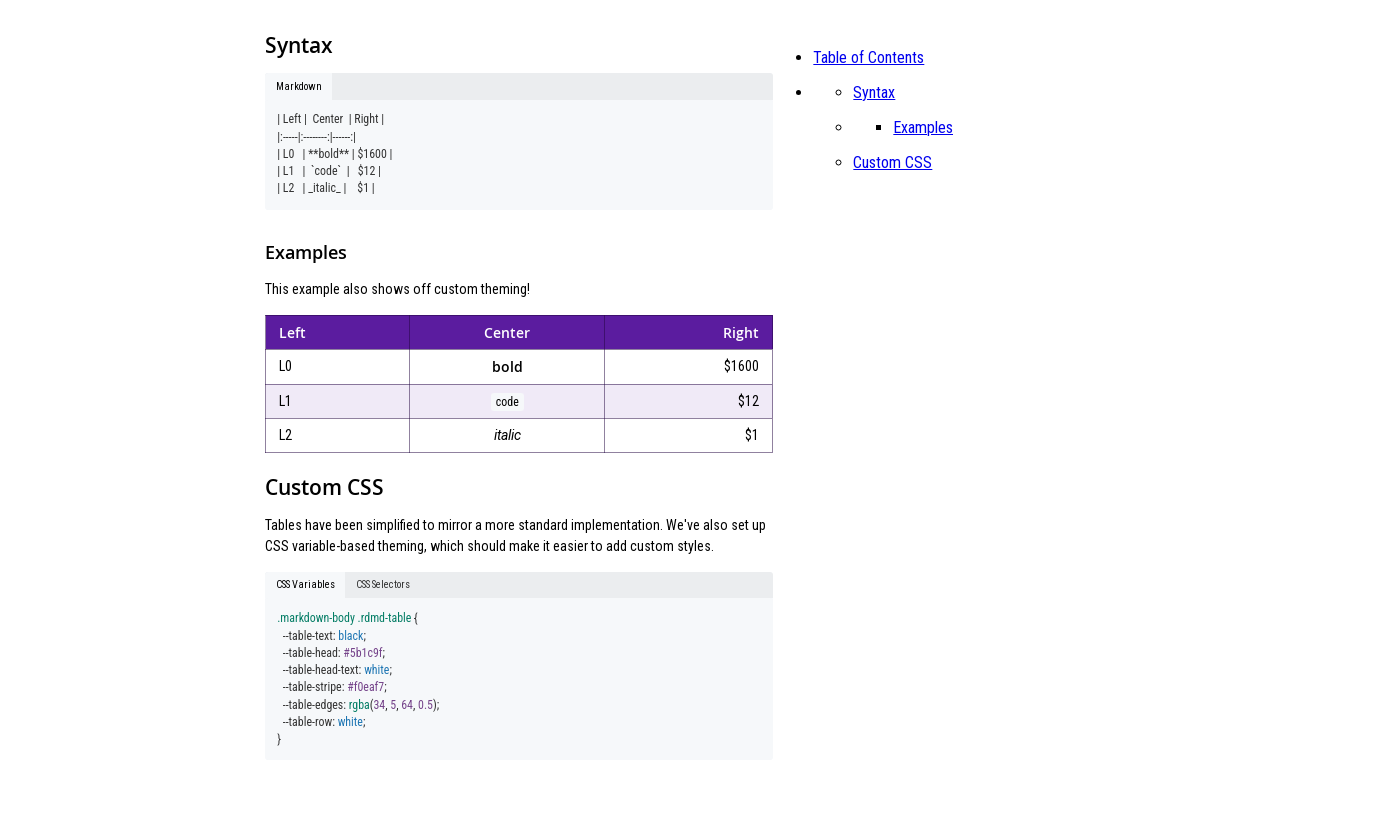 Syntax
Markdown
| Left |  Center  | Right |
|:-----|:--------:|------:|
| L0   | **bold** | $1600 |
| L1   |  `code`  |   $12 |
| L2   | _italic_ |    $1 |
Examples
This example also shows off custom theming!
Left Center Right
L0 bold $1600
L1 code $12
L2 italic $1
Custom CSS
Tables have been simplified to mirror a more standard implementation. We've also set up
CSS variable-based theming, which should make it easier to add custom styles.
CSS Variables CSS Selectors
.markdown-body .rdmd-table {
  --table-text: black;
  --table-head: #5b1c9f;
  --table-head-text: white;
  --table-stripe: #f0eaf7;
  --table-edges: rgba(34, 5, 64, 0.5);
  --table-row: white;
}
Table of Contents
Syntax
Examples
Custom CSS